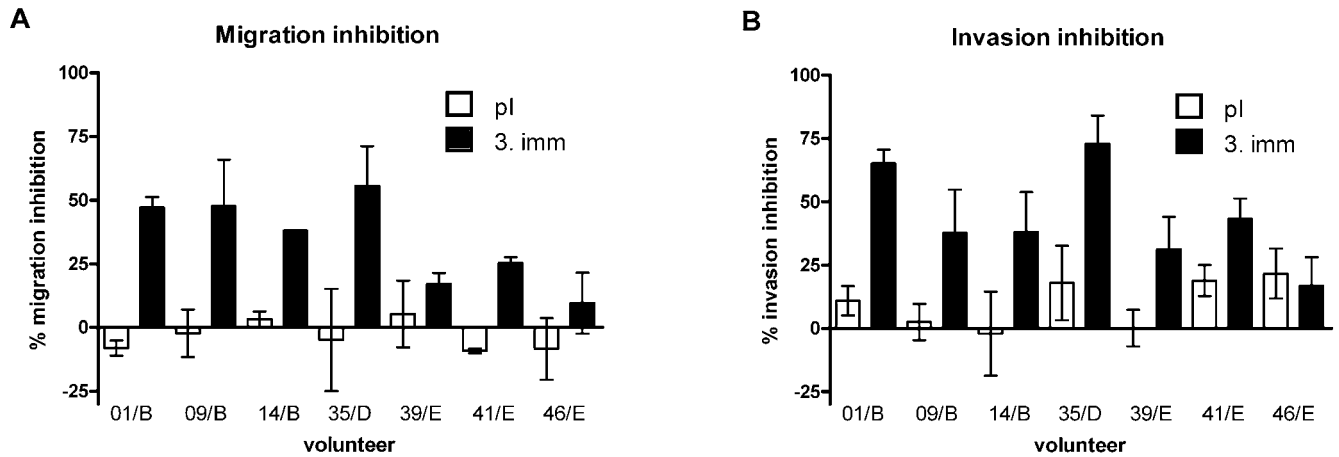 A
Migration inhibition
% migration inhibition
100
75
50
25
0
-25
pI
3. imm
01/B 09/B 14/B 35/D 39/E 41/E 46/E
volunteer
B
Invasion inhibition
% invasion inhibition
100
75
50
25
0
-25
pI
3. imm
01/B 09/B 14/B 35/D 39/E 41/E 46/E
volunteer